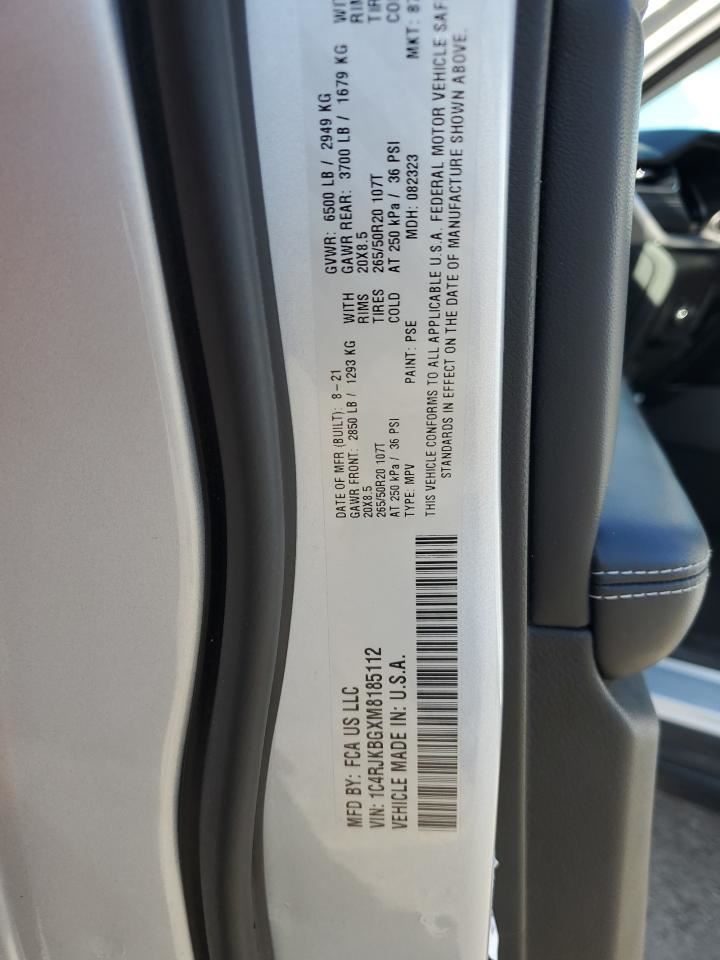 MFD BY: FCA US LLC
VIN: 1C4RJKBGXM8185112
VEHICLE MADE IN: U.S.A.
DATE OF MFR (BUILT): 8-21
GVWR: 6500 LB / 2949 KG
GAWR FRONT: 2850 LB / 1293 KG WITH
GAWR REAR: 3700 LB / 1679 KG
20X8.5 RIMS
20X8.5
265/50R20 107T TIRES
265/50R20 107T
AT 250 kPa / 36 PSI COLD
AT 250 kPa / 36 PSI
TYPE: MPV PAINT: PSE MDH: 082323 MKT:
THIS VEHICLE CONFORMS TO ALL APPLICABLE U.S.A. FEDERAL MOTOR VEHICLE
STANDARDS IN EFFECT ON THE DATE OF MANUFACTURE SHOWN ABOVE.